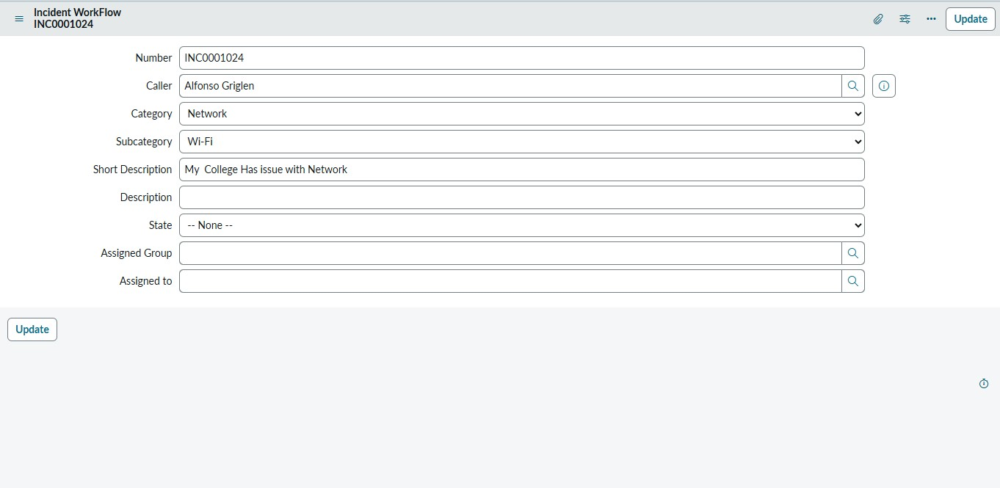 Incident WorkFlow
INC0001024
Update
Number INC0001024
Caller Alfonso Griglen
Category Network
Subcategory Wi-Fi
Short Description My  College Has issue with Network
Description
State -- None --
Assigned Group
Assigned to
Update